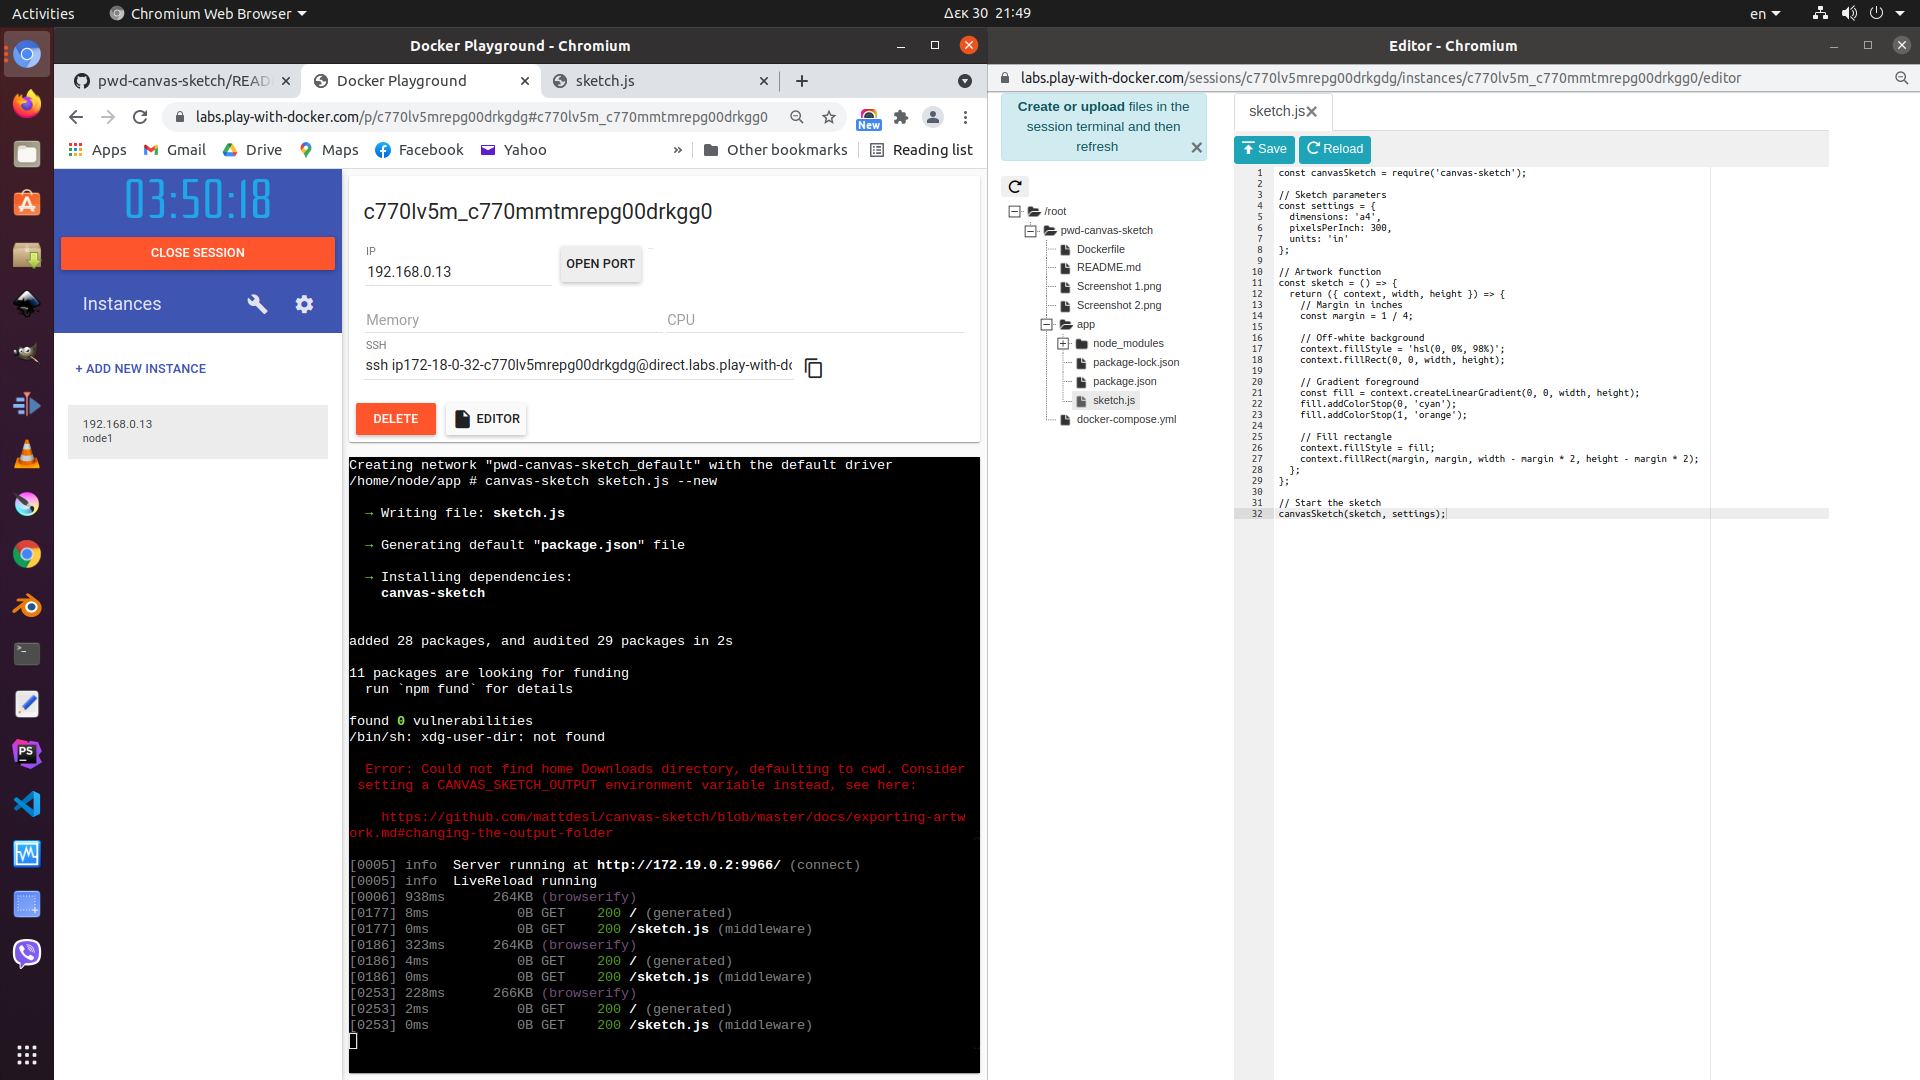 Activities
Chromium Web Browser
Δεκ 30 21:49
en
Docker Playground - Chromium
pwd-canvas-sketch/READ
Docker Playground
sketch.js
labs.play-with-docker.com/p/c770lv5mrepg00drkgdg#c770lv5m_c770mmtmrepg00drkgg0
New
Apps
Gmail
Drive
Maps
Facebook
Yahoo
»
Other bookmarks
Reading list
03:50:18
CLOSE SESSION
Instances
+ ADD NEW INSTANCE
192.168.0.13
node1
c770lv5m_c770mmtmrepg00drkgg0
IP
192.168.0.13
OPEN PORT
Memory
CPU
SSH
ssh ip172-18-0-32-c770lv5mrepg00drkgdg@direct.labs.play-with-do
DELETE
EDITOR
Creating network "pwd-canvas-sketch_default" with the default driver
/home/node/app # canvas-sketch sketch.js --new
→ Writing file: sketch.js
→ Generating default "package.json" file
→ Installing dependencies:
canvas-sketch
added 28 packages, and audited 29 packages in 2s
11 packages are looking for funding
run `npm fund` for details
found 0 vulnerabilities
/bin/sh: xdg-user-dir: not found
Error: Could not find home Downloads directory, defaulting to cwd. Consider
setting a CANVAS_SKETCH_OUTPUT environment variable instead, see here:
https://github.com/mattdesl/canvas-sketch/blob/master/docs/exporting-artw
ork.md#changing-the-output-folder
[0005] info  Server running at http://172.19.0.2:9966/ (connect)
[0005] info  LiveReload running
[0006] 938ms      264KB (browserify)
[0177] 8ms           0B GET    200 / (generated)
[0177] 0ms           0B GET    200 /sketch.js (middleware)
[0186] 323ms      264KB (browserify)
[0186] 4ms           0B GET    200 / (generated)
[0186] 0ms           0B GET    200 /sketch.js (middleware)
[0253] 228ms      266KB (browserify)
[0253] 2ms           0B GET    200 / (generated)
[0253] 0ms           0B GET    200 /sketch.js (middleware)
Editor - Chromium
labs.play-with-docker.com/sessions/c770lv5mrepg00drkgdg/instances/c770lv5m_c770mmtmrepg00drkgg0/editor
Create or upload files in the
session terminal and then
refresh
/root
pwd-canvas-sketch
Dockerfile
README.md
Screenshot 1.png
Screenshot 2.png
app
node_modules
package-lock.json
package.json
sketch.js
docker-compose.yml
sketch.js
Save
Reload
1 const canvasSketch = require('canvas-sketch');
2
3 // Sketch parameters
4 const settings = {
5   dimensions: 'a4',
6   pixelsPerInch: 300,
7   units: 'in'
8 };
9
10 // Artwork function
11 const sketch = () => {
12   return ({ context, width, height }) => {
13     // Margin in inches
14     const margin = 1 / 4;
15
16     // Off-white background
17     context.fillStyle = 'hsl(0, 0%, 98%)';
18     context.fillRect(0, 0, width, height);
19
20     // Gradient foreground
21     const fill = context.createLinearGradient(0, 0, width, height);
22     fill.addColorStop(0, 'cyan');
23     fill.addColorStop(1, 'orange');
24
25     // Fill rectangle
26     context.fillStyle = fill;
27     context.fillRect(margin, margin, width - margin * 2, height - margin * 2);
28   };
29 };
30
31 // Start the sketch
32 canvasSketch(sketch, settings);